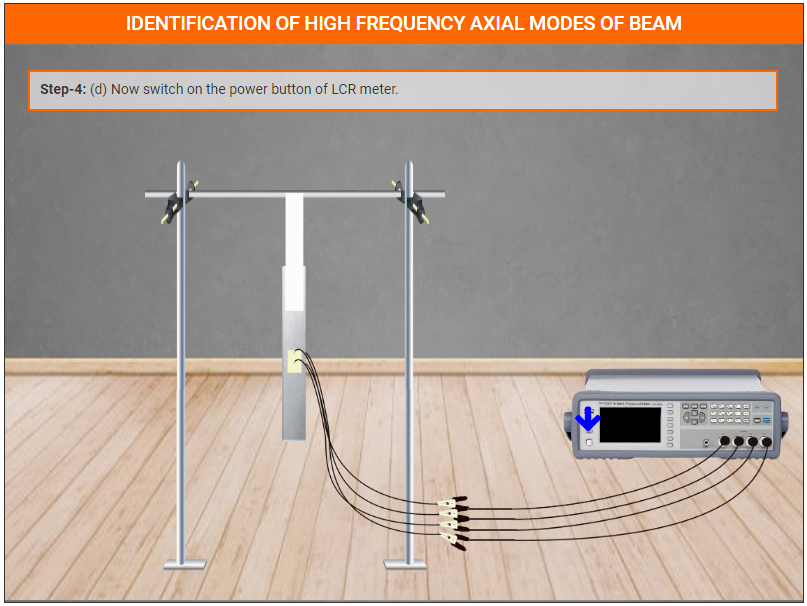 IDENTIFICATION OF HIGH FREQUENCY AXIAL MODES OF BEAM
Step-4: (d) Now switch on the power button of LCR meter.